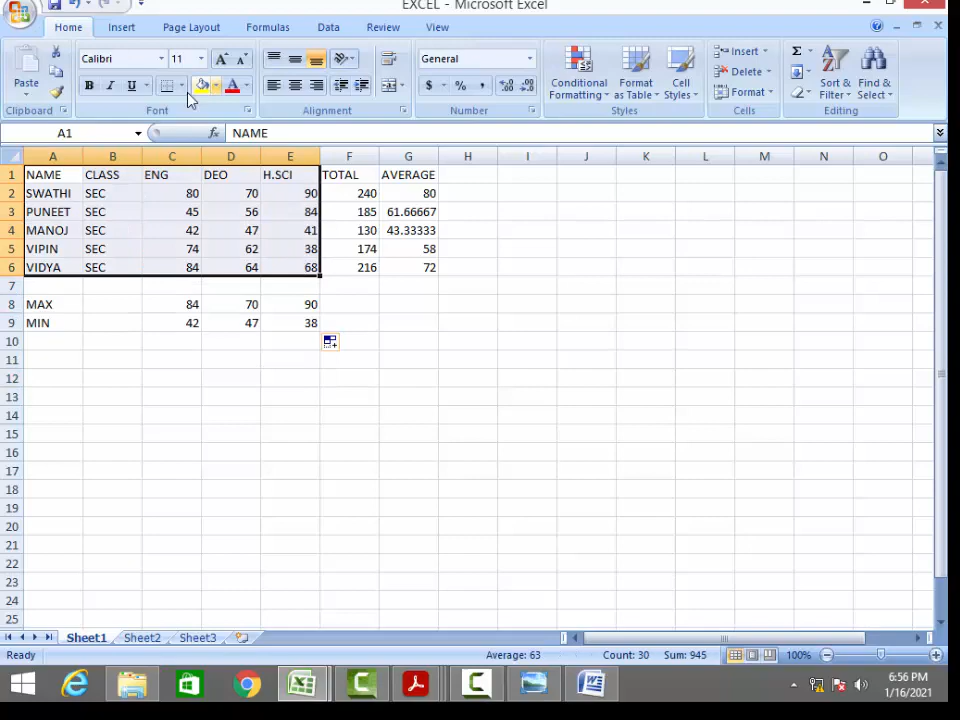 EXCEL - Microsoft Excel
Home Insert Page Layout Formulas Data Review View
Calibri 11 General Insert
Paste B I U $ % , Conditional Formatting Format as Table Cell Styles Delete Format Sort & Filter Find & Select
Clipboard Font Alignment Number Styles Cells Editing
A1 fx NAME
A B C D E F G H I J K L M N O
1 NAME CLASS ENG DEO H.SCI TOTAL AVERAGE
2 SWATHI SEC 80 70 90 240 80
3 PUNEET SEC 45 56 84 185 61.66667
4 MANOJ SEC 42 47 41 130 43.33333
5 VIPIN SEC 74 62 38 174 58
6 VIDYA SEC 84 64 68 216 72
7
8 MAX 84 70 90
9 MIN 42 47 38
10
11
12
13
14
15
16
17
18
19
20
21
22
23
24
25
Sheet1 Sheet2 Sheet3
Ready Average: 63 Count: 30 Sum: 945 100%
6:56 PM
1/16/2021